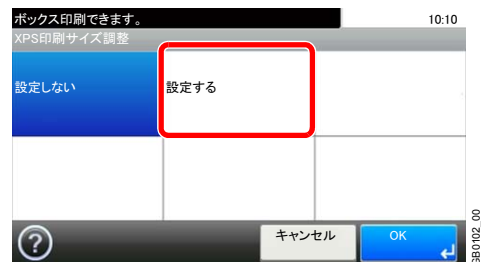 ボックス印刷できます。
10:10
XPS印刷サイズ調整
設定しない
設定する
?
キャンセル
OK
GB0102_00